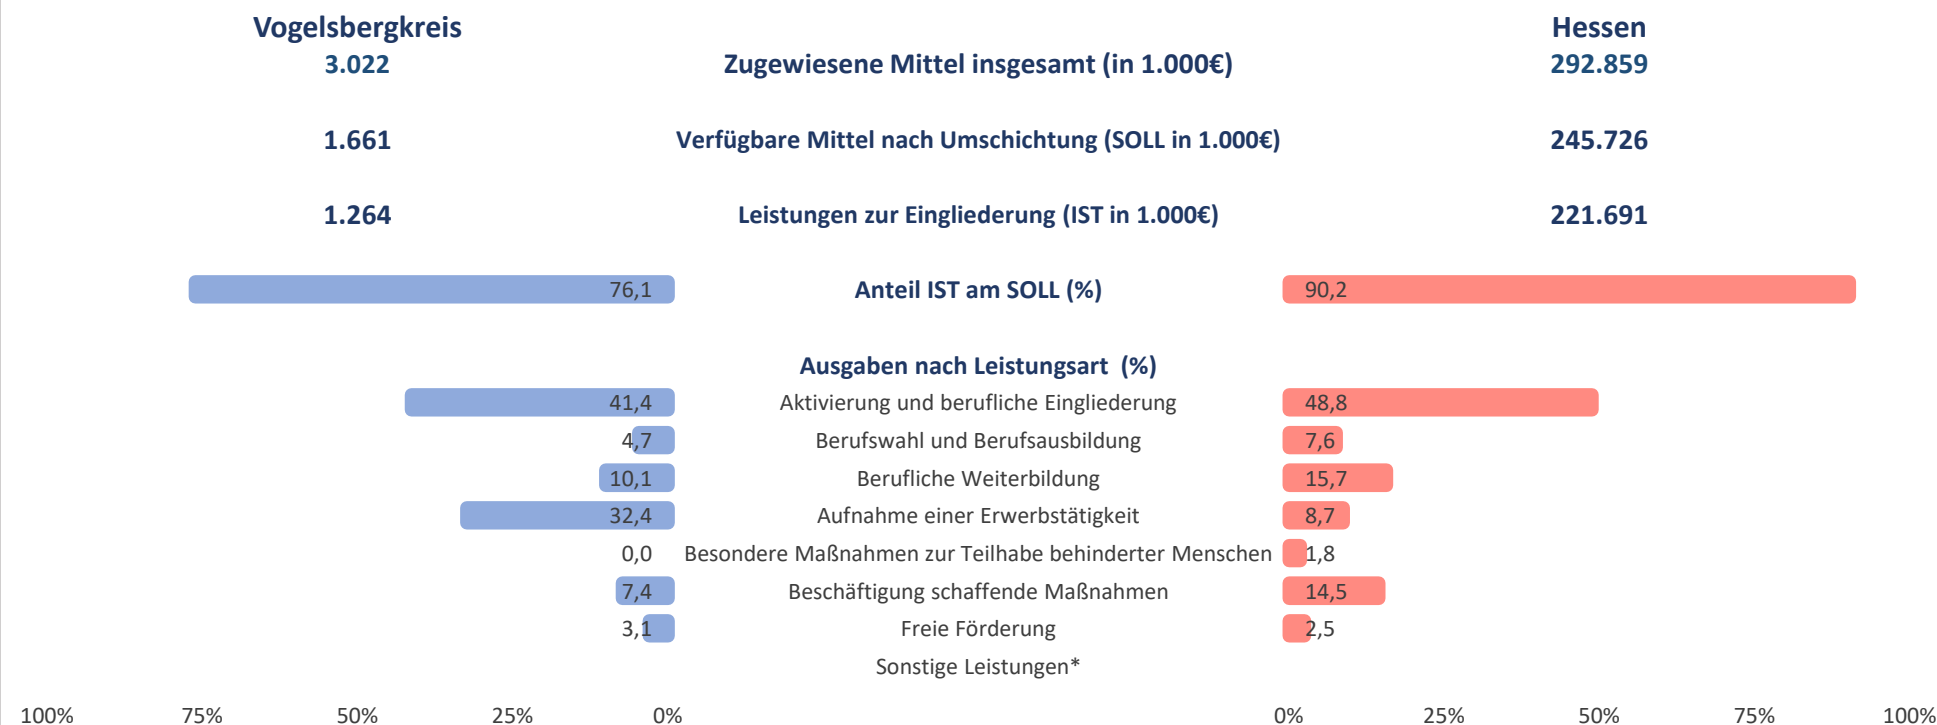 Vogelsbergkreis Hessen
3.022 Zugewiesene Mittel insgesamt (in 1.000€) 292.859
1.661 Verfügbare Mittel nach Umschichtung (SOLL in 1.000€) 245.726
1.264 Leistungen zur Eingliederung (IST in 1.000€) 221.691
76,1 Anteil IST am SOLL (%) 90,2
Ausgaben nach Leistungsart (%)
41,4 Aktivierung und berufliche Eingliederung 48,8
4,7 Berufswahl und Berufsausbildung 7,6
10,1 Berufliche Weiterbildung 15,7
32,4 Aufnahme einer Erwerbstätigkeit 8,7
0,0 Besondere Maßnahmen zur Teilhabe behinderter Menschen 1,8
7,4 Beschäftigung schaffende Maßnahmen 14,5
3,1 Freie Förderung 2,5
Sonstige Leistungen*
100% 75% 50% 25% 0% 0% 25% 50% 75% 100%